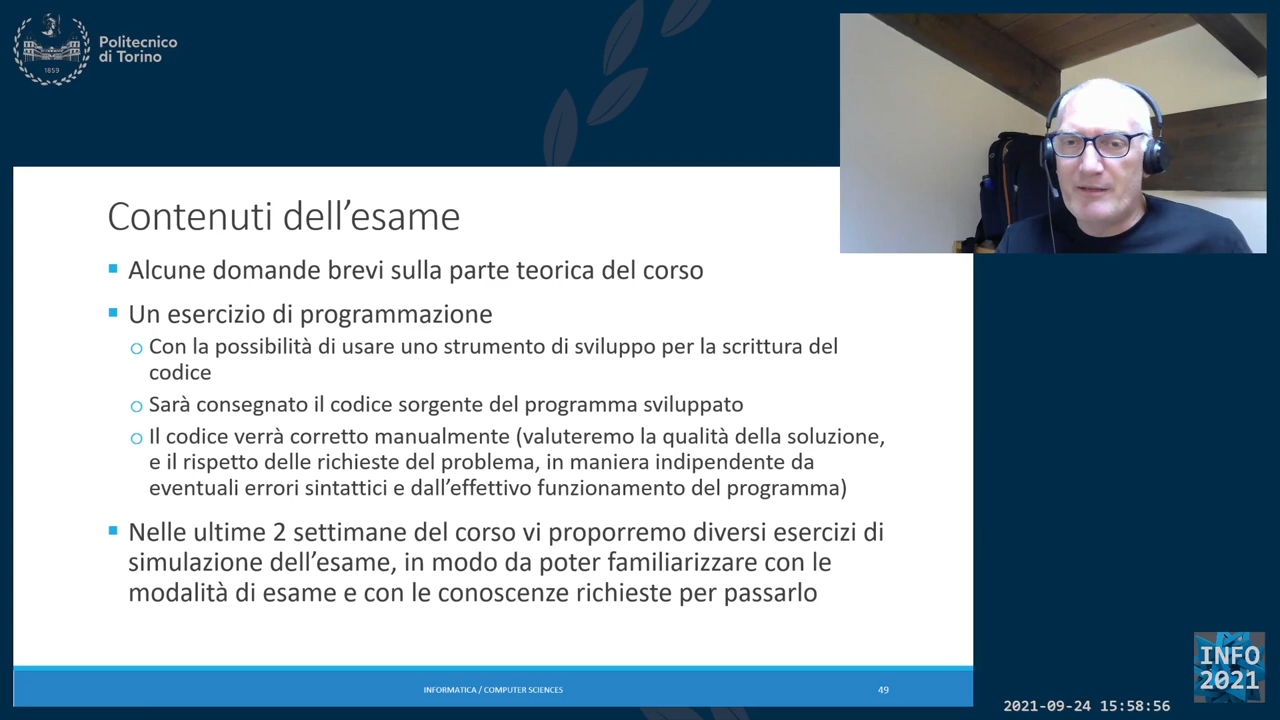 Politecnico
di Torino
1859
Contenuti dell’esame
Alcune domande brevi sulla parte teorica del corso
Un esercizio di programmazione
Con la possibilità di usare uno strumento di sviluppo per la scrittura del
codice
Sarà consegnato il codice sorgente del programma sviluppato
Il codice verrà corretto manualmente (valuteremo la qualità della soluzione,
e il rispetto delle richieste del problema, in maniera indipendente da
eventuali errori sintattici e dall’effettivo funzionamento del programma)
Nelle ultime 2 settimane del corso vi proporremo diversi esercizi di
simulazione dell’esame, in modo da poter familiarizzare con le
modalità di esame e con le conoscenze richieste per passarlo
INFORMATICA / COMPUTER SCIENCES
49
INFO
2021
2021-09-24 15:58:56